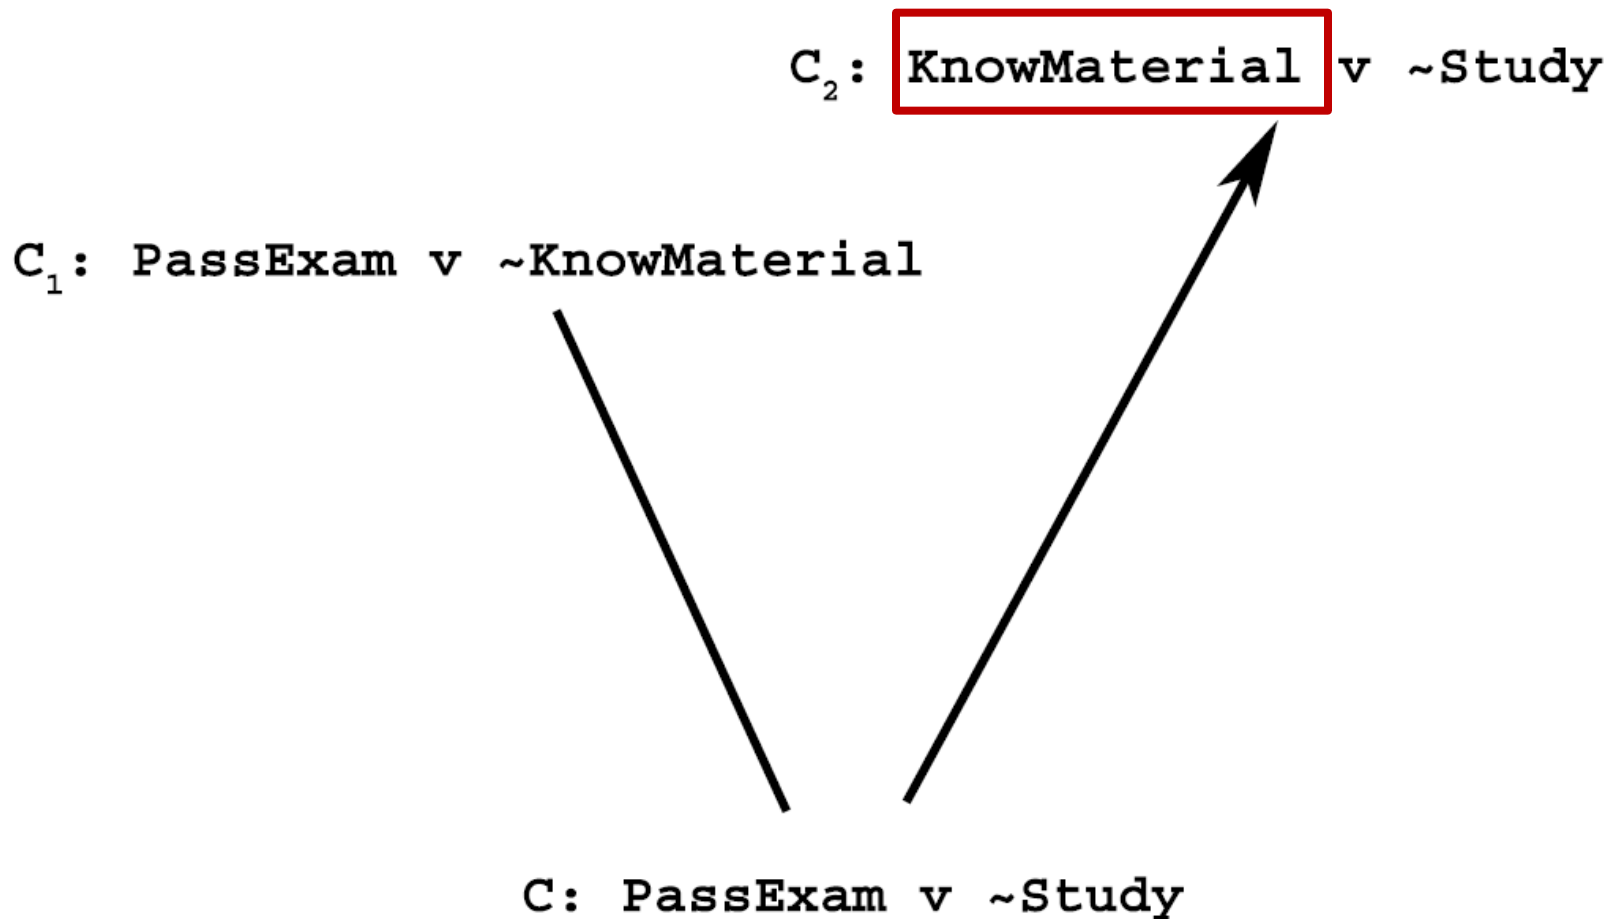 C₂: KnowMaterial v ~Study
C₁: PassExam v ~KnowMaterial
C: PassExam v ~Study